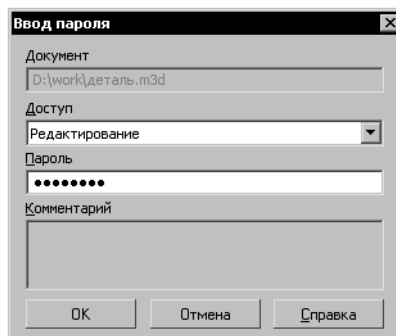 Ввод пароля
Документ
D:\work\деталь.m3d
Доступ
Редактирование
Пароль
●●●●●●●●
Комментарий
OK Отмена Справка